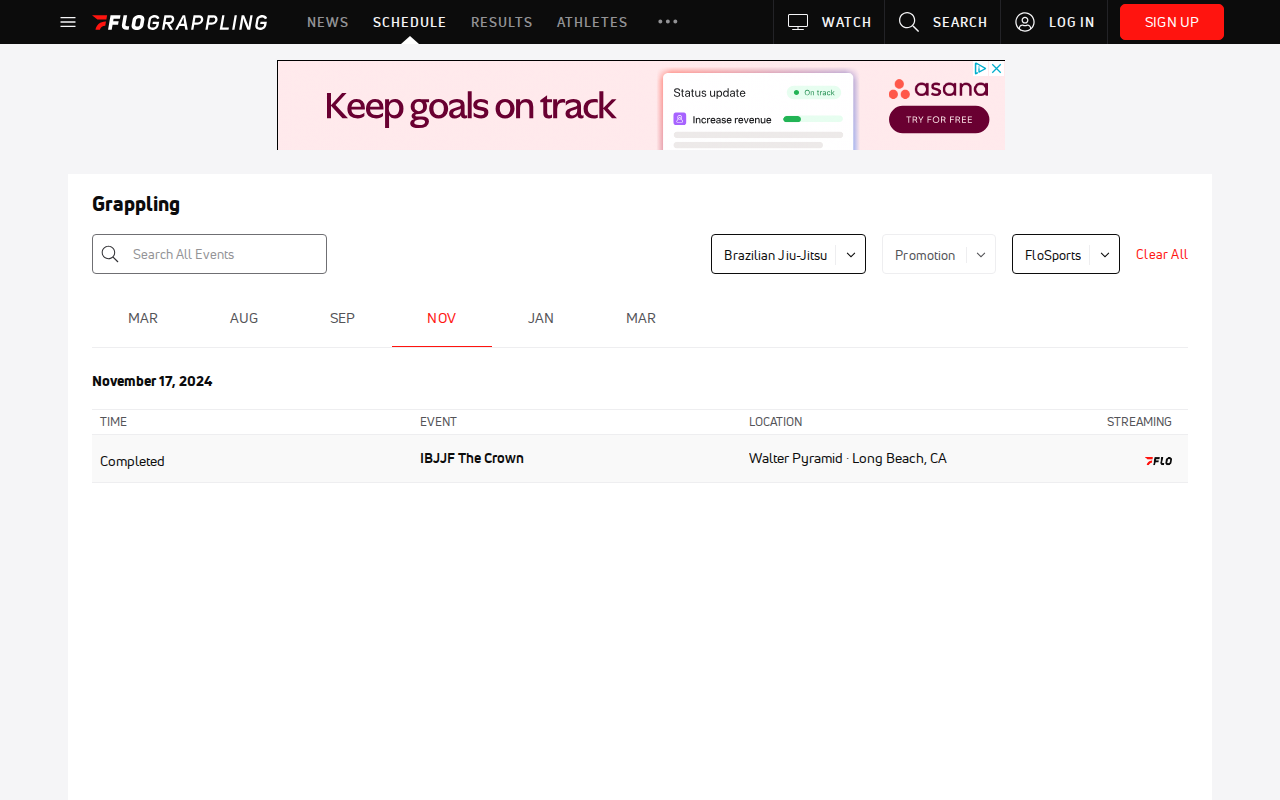 FLOGRAPPLING NEWS SCHEDULE RESULTS ATHLETES WATCH SEARCH LOG IN SIGN UP
Keep goals on track
Status update
On track
Increase revenue
asana
TRY FOR FREE
Grappling
Search All Events
Brazilian Jiu-Jitsu
Promotion
FloSports
Clear All
MAR AUG SEP NOV JAN MAR
November 17, 2024
TIME EVENT LOCATION STREAMING
Completed IBJJF The Crown Walter Pyramid · Long Beach, CA FLO